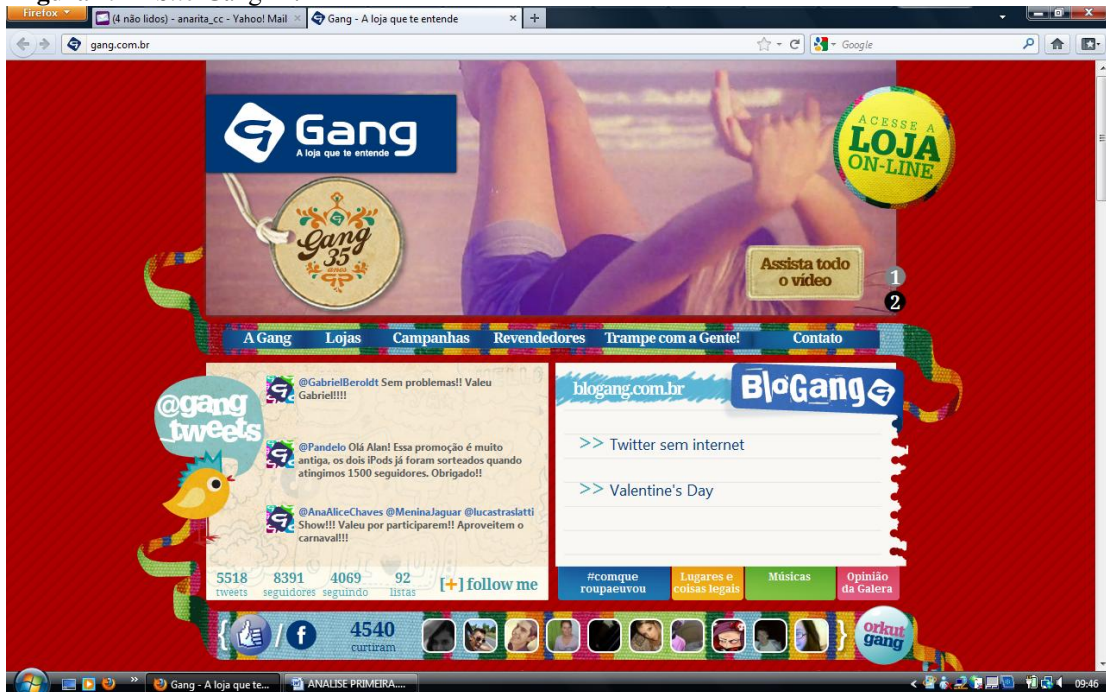 Firefox
(4 não lidos) - anarita_cc - Yahoo! Mail
Gang - A loja que te entende
gang.com.br
Google
Gang
A loja que te entende
ACESSE A
LOJA
ON-LINE
Gang
35
anos
Assista todo
o vídeo
1
2
A Gang Lojas Campanhas Revendedores Trampe com a Gente! Contato
@gang
_tweets
@GabrielBeroldt Sem problemas!! Valeu
Gabriel!!!!
@Pandelo Olá Alan! Essa promoção é muito
antiga, os dois iPods já foram sorteados quando
atingimos 1500 seguidores. Obrigado!!
@AnaAliceChaves @MeninaJaguar @lucastraslatti
Show!!! Valeu por participarem!! Aproveitem o
carnaval!!!
5518 8391 4069 92
tweets seguidores seguindo listas
[+] follow me
blogang.com.br
BloGang
>> Twitter sem internet
>> Valentine's Day
#comque
roupaeuvou
Lugares e
coisas legais
Músicas
Opinião
da Galera
4540
curtiram
orkut
gang
Gang - A loja que te...
ANALISE PRIMEIRA....
09:46